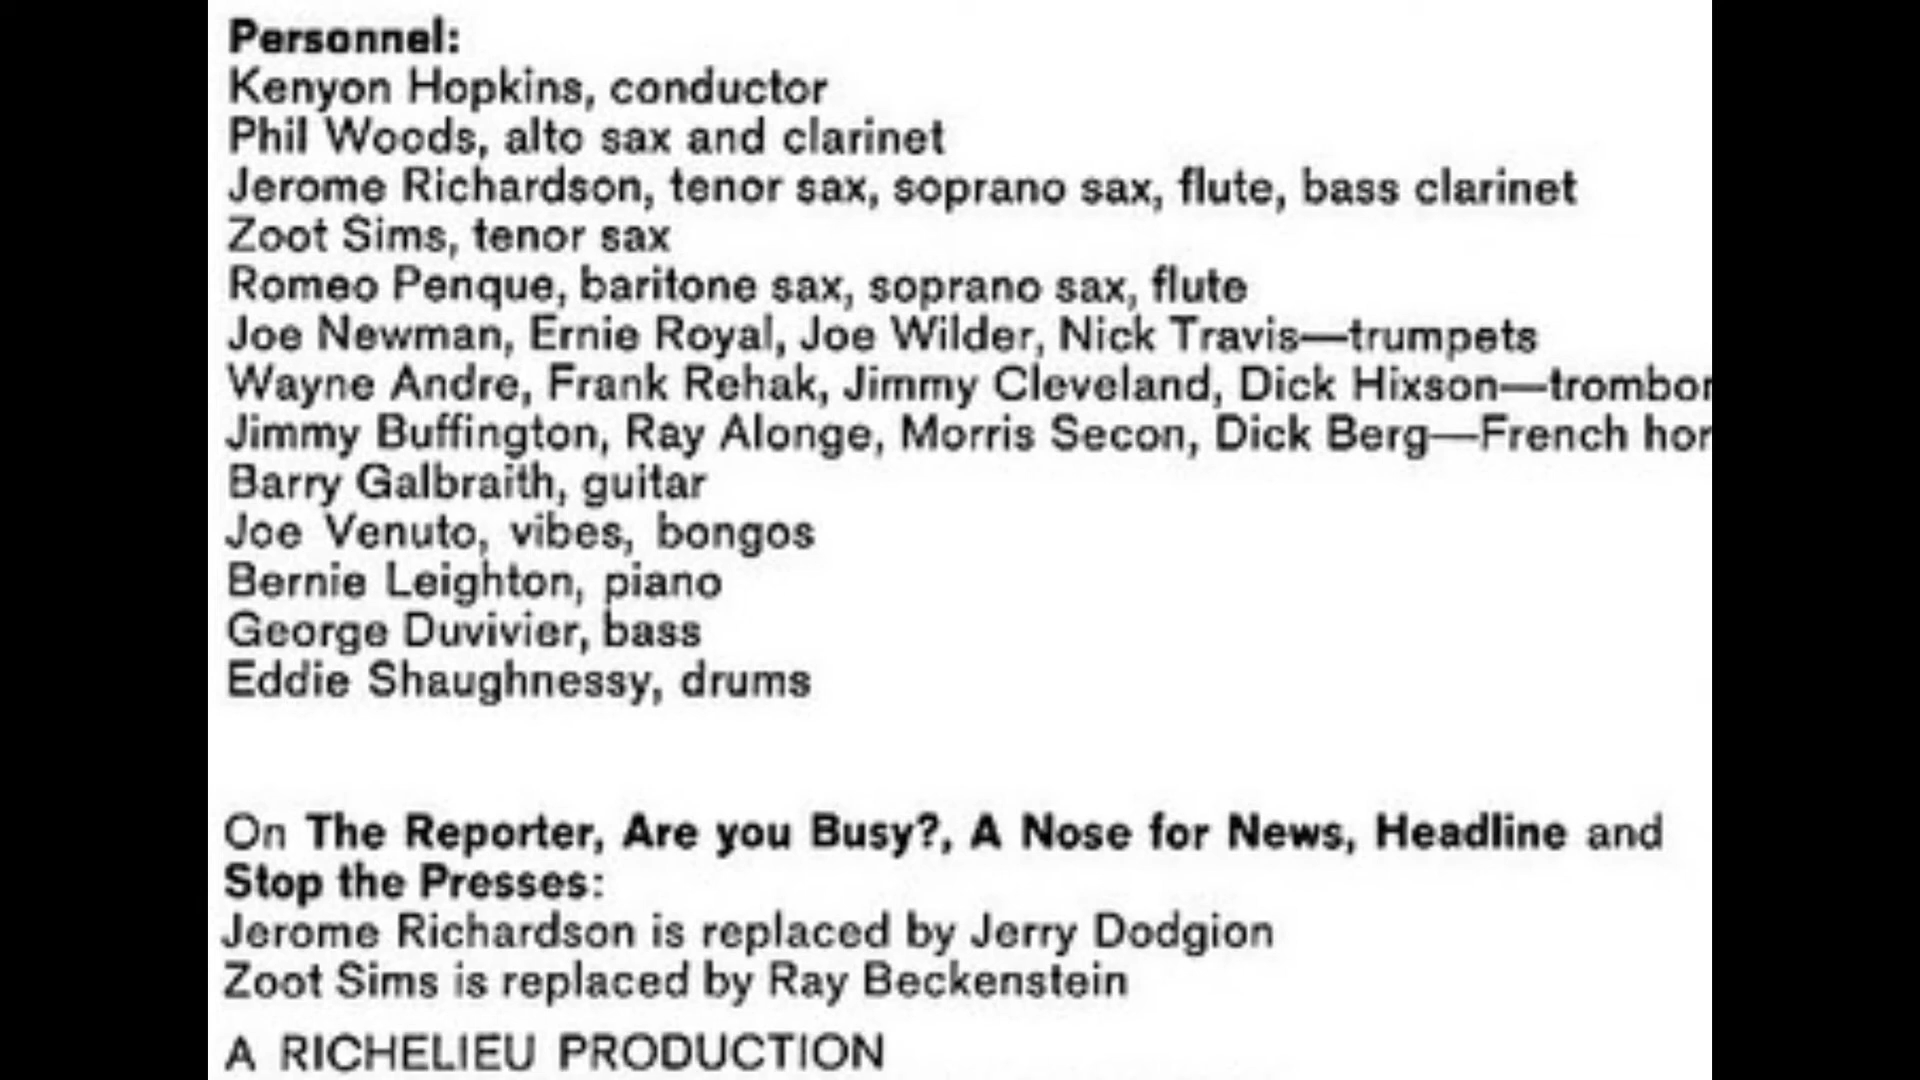 Personnel:
Kenyon Hopkins, conductor
Phil Woods, alto sax and clarinet
Jerome Richardson, tenor sax, soprano sax, flute, bass clarinet
Zoot Sims, tenor sax
Romeo Penque, baritone sax, soprano sax, flute
Joe Newman, Ernie Royal, Joe Wilder, Nick Travis—trumpets
Wayne Andre, Frank Rehak, Jimmy Cleveland, Dick Hixson—trombon
Jimmy Buffington, Ray Alonge, Morris Secon, Dick Berg—French hor
Barry Galbraith, guitar
Joe Venuto, vibes, bongos
Bernie Leighton, piano
George Duvivier, bass
Eddie Shaughnessy, drums
On The Reporter, Are you Busy?, A Nose for News, Headline and
Stop the Presses:
Jerome Richardson is replaced by Jerry Dodgion
Zoot Sims is replaced by Ray Beckenstein
A RICHELIEU PRODUCTION